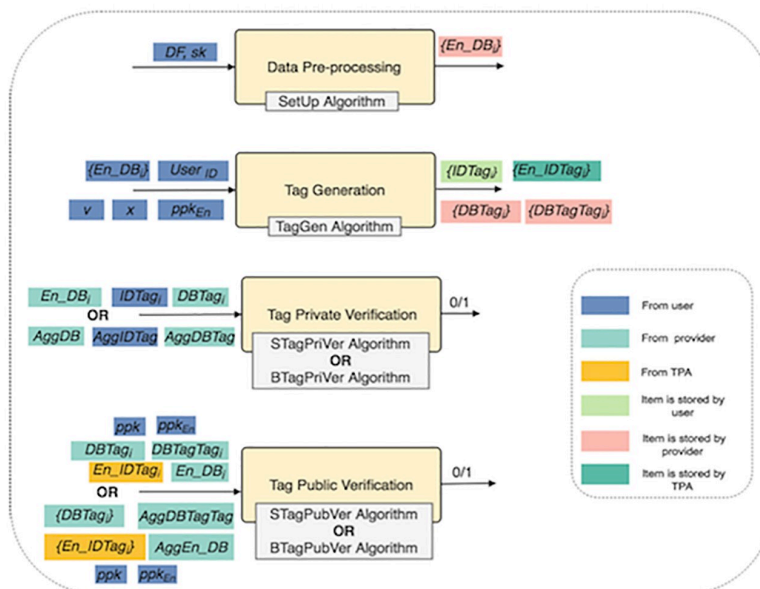 DF, sk
{En_DBi}
Data Pre-processing
SetUp Algorithm
{En_DBi} User ID
{IDTagi} {En_IDTagi}
Tag Generation
v x ppkEn
{DBTagi} {DBTagTagi}
TagGen Algorithm
En_DBi IDTagi DBTagi
0/1
Tag Private Verification
OR
AggDB AggIDTag AggDBTag
STagPriVer Algorithm
OR
BTagPriVer Algorithm
ppk ppkEn
DBTagi DBTagTagi
En_IDTagi En_DBi
0/1
OR
Tag Public Verification
{DBTagi} AggDBTagTag
{En_IDTagi} AggEn_DB
ppk ppkEn
STagPubVer Algorithm
OR
BTagPubVer Algorithm
From user
From provider
From TPA
Item is stored by
user
Item is stored by
provider
Item is stored by
TPA